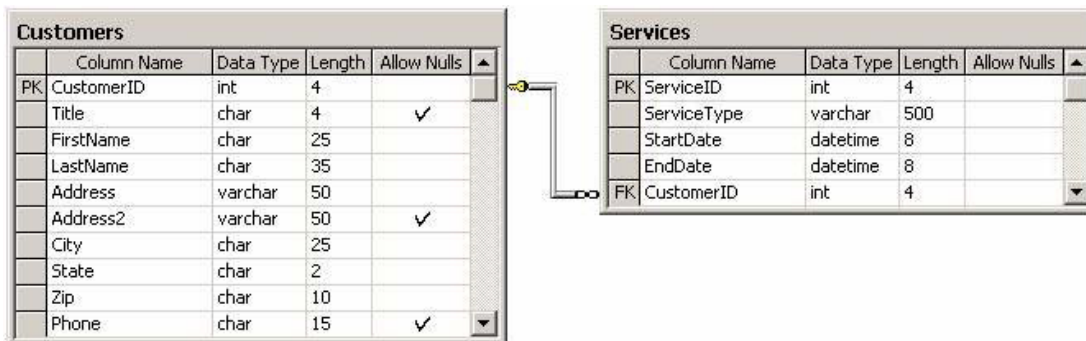 Customers
Column Name Data Type Length Allow Nulls
PK CustomerID int 4
Title char 4
FirstName char 25
LastName char 35
Address varchar 50
Address2 varchar 50
City char 25
State char 2
Zip char 10
Phone char 15
Services
Column Name Data Type Length Allow Nulls
PK ServiceID int 4
ServiceType varchar 500
StartDate datetime 8
EndDate datetime 8
FK CustomerID int 4